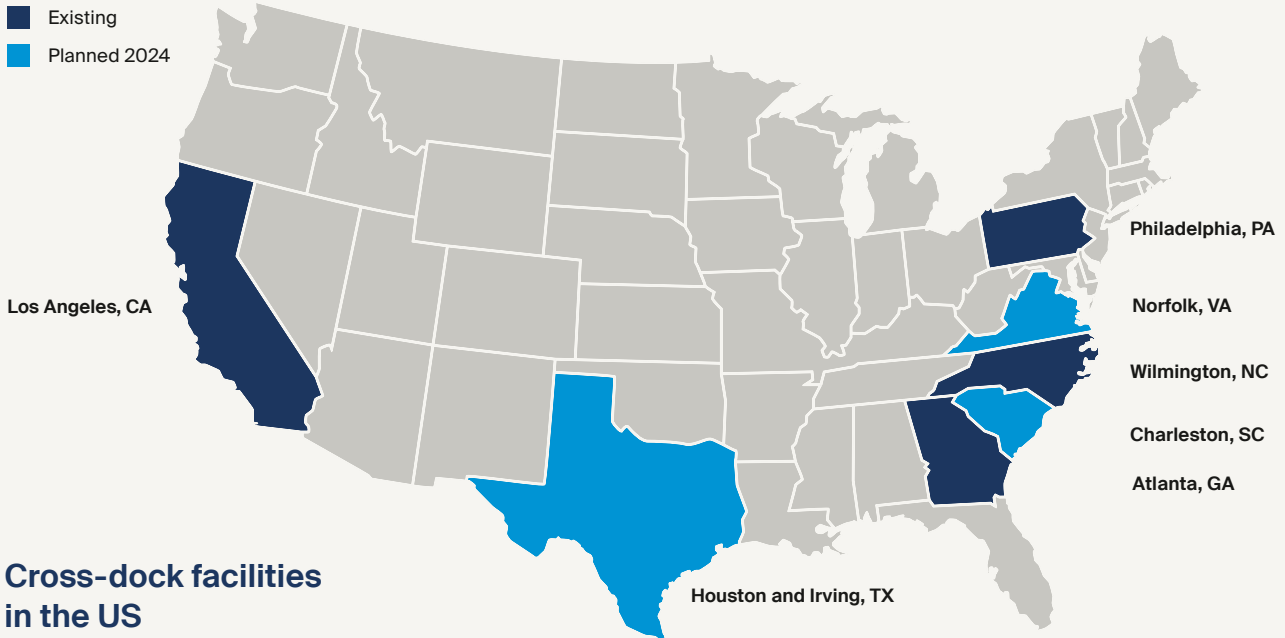 Existing
Planned 2024
Philadelphia, PA
Norfolk, VA
Los Angeles, CA
Wilmington, NC
Charleston, SC
Atlanta, GA
Houston and Irving, TX
Cross-dock facilities
in the US